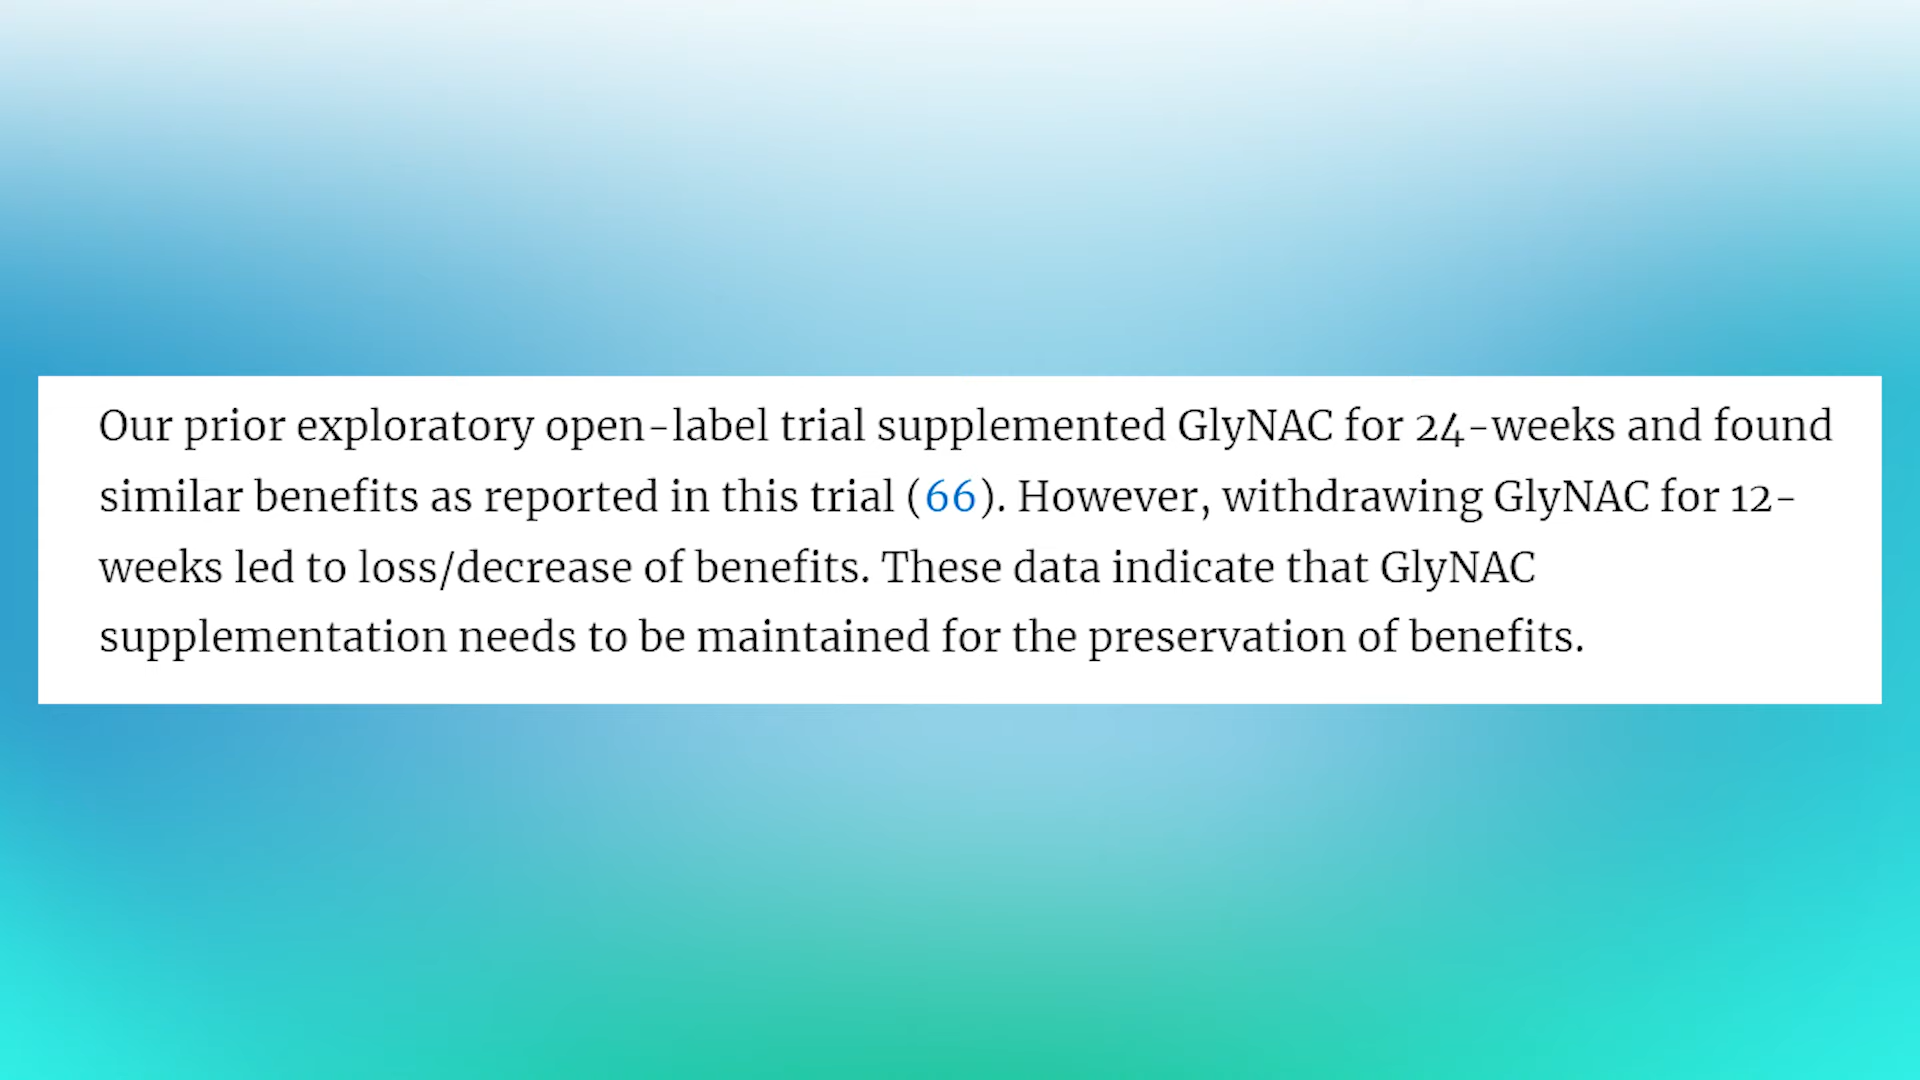 Our prior exploratory open-label trial supplemented GlyNAC for 24-weeks and found
similar benefits as reported in this trial (66). However, withdrawing GlyNAC for 12-
weeks led to loss/decrease of benefits. These data indicate that GlyNAC
supplementation needs to be maintained for the preservation of benefits.